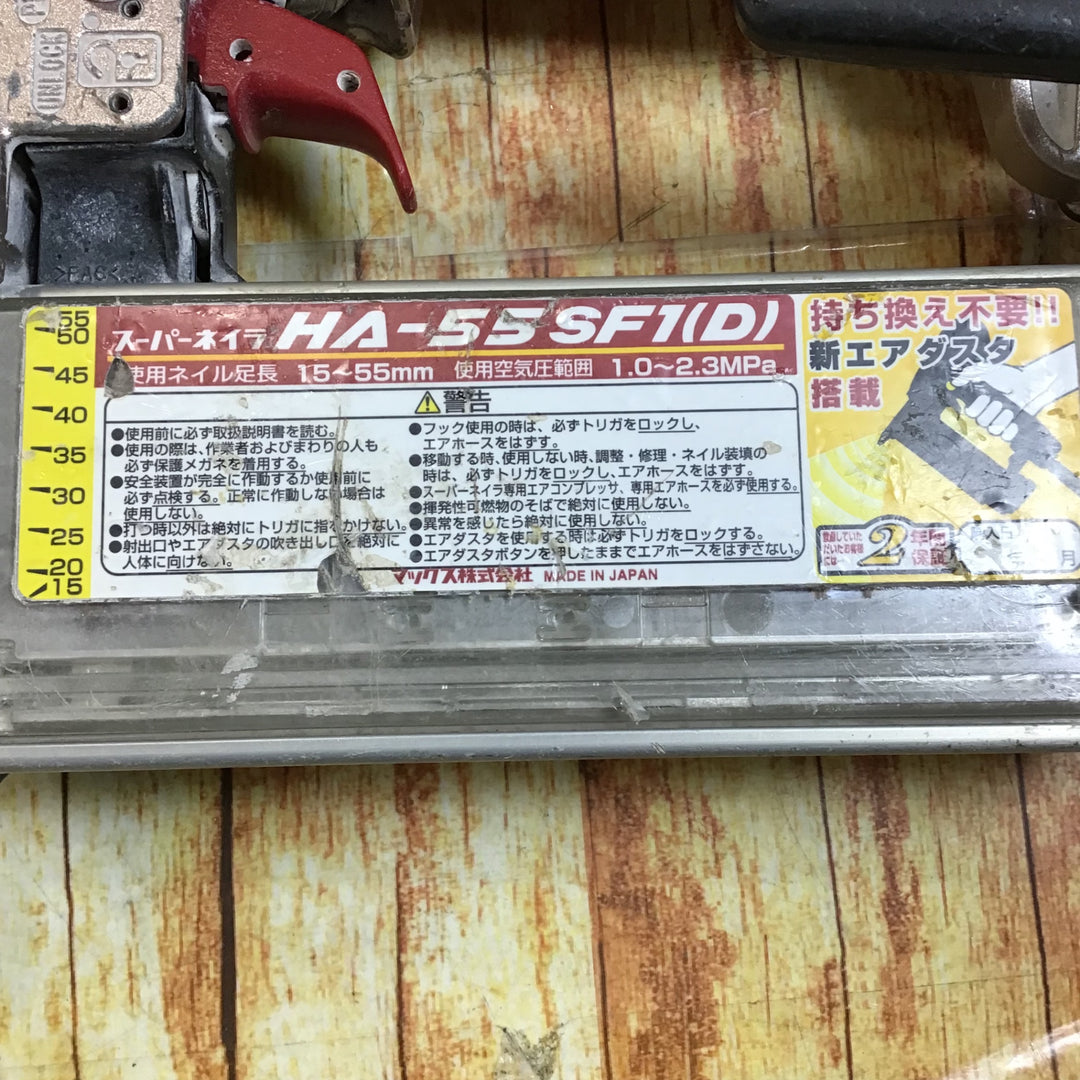 UNLOCK
>PA6<
スーパーネイラ HA-55SF1(D)
使用ネイル足長 15〜55mm 使用空気圧範囲 1.0〜2.3MPa
55
50
45
40
35
30
25
20
15
警告
●使用前に必ず取扱説明書を読む。
●使用の際は、作業者およびまわりの人も
必ず保護メガネを着用する。
●安全装置が完全に作動するか使用前に
必ず点検する。正常に作動しない場合は
使用しない。
●打つ時以外は絶対にトリガに指をかけない。
●射出口やエアダスタの吹き出し口を絶対に
人体に向けない。
●フック使用の時は、必ずトリガをロックし、
エアホースをはずす。
●移動する時、使用しない時、調整・修理・ネイル装填の
時は、必ずトリガをロックし、エアホースをはずす。
●スーパーネイラ専用エアコンプレッサ、専用エアホースを必ず使用する。
●揮発性可燃物のそばで絶対に使用しない。
●異常を感じたら絶対に使用しない。
●エアダスタを使用する時は必ずトリガをロックする。
●エアダスタボタンを押したままでエアホースをはずさない。
マックス株式会社 MADE IN JAPAN
持ち換え不要!!
新エアダスタ
搭載
2年間
保証
年 月